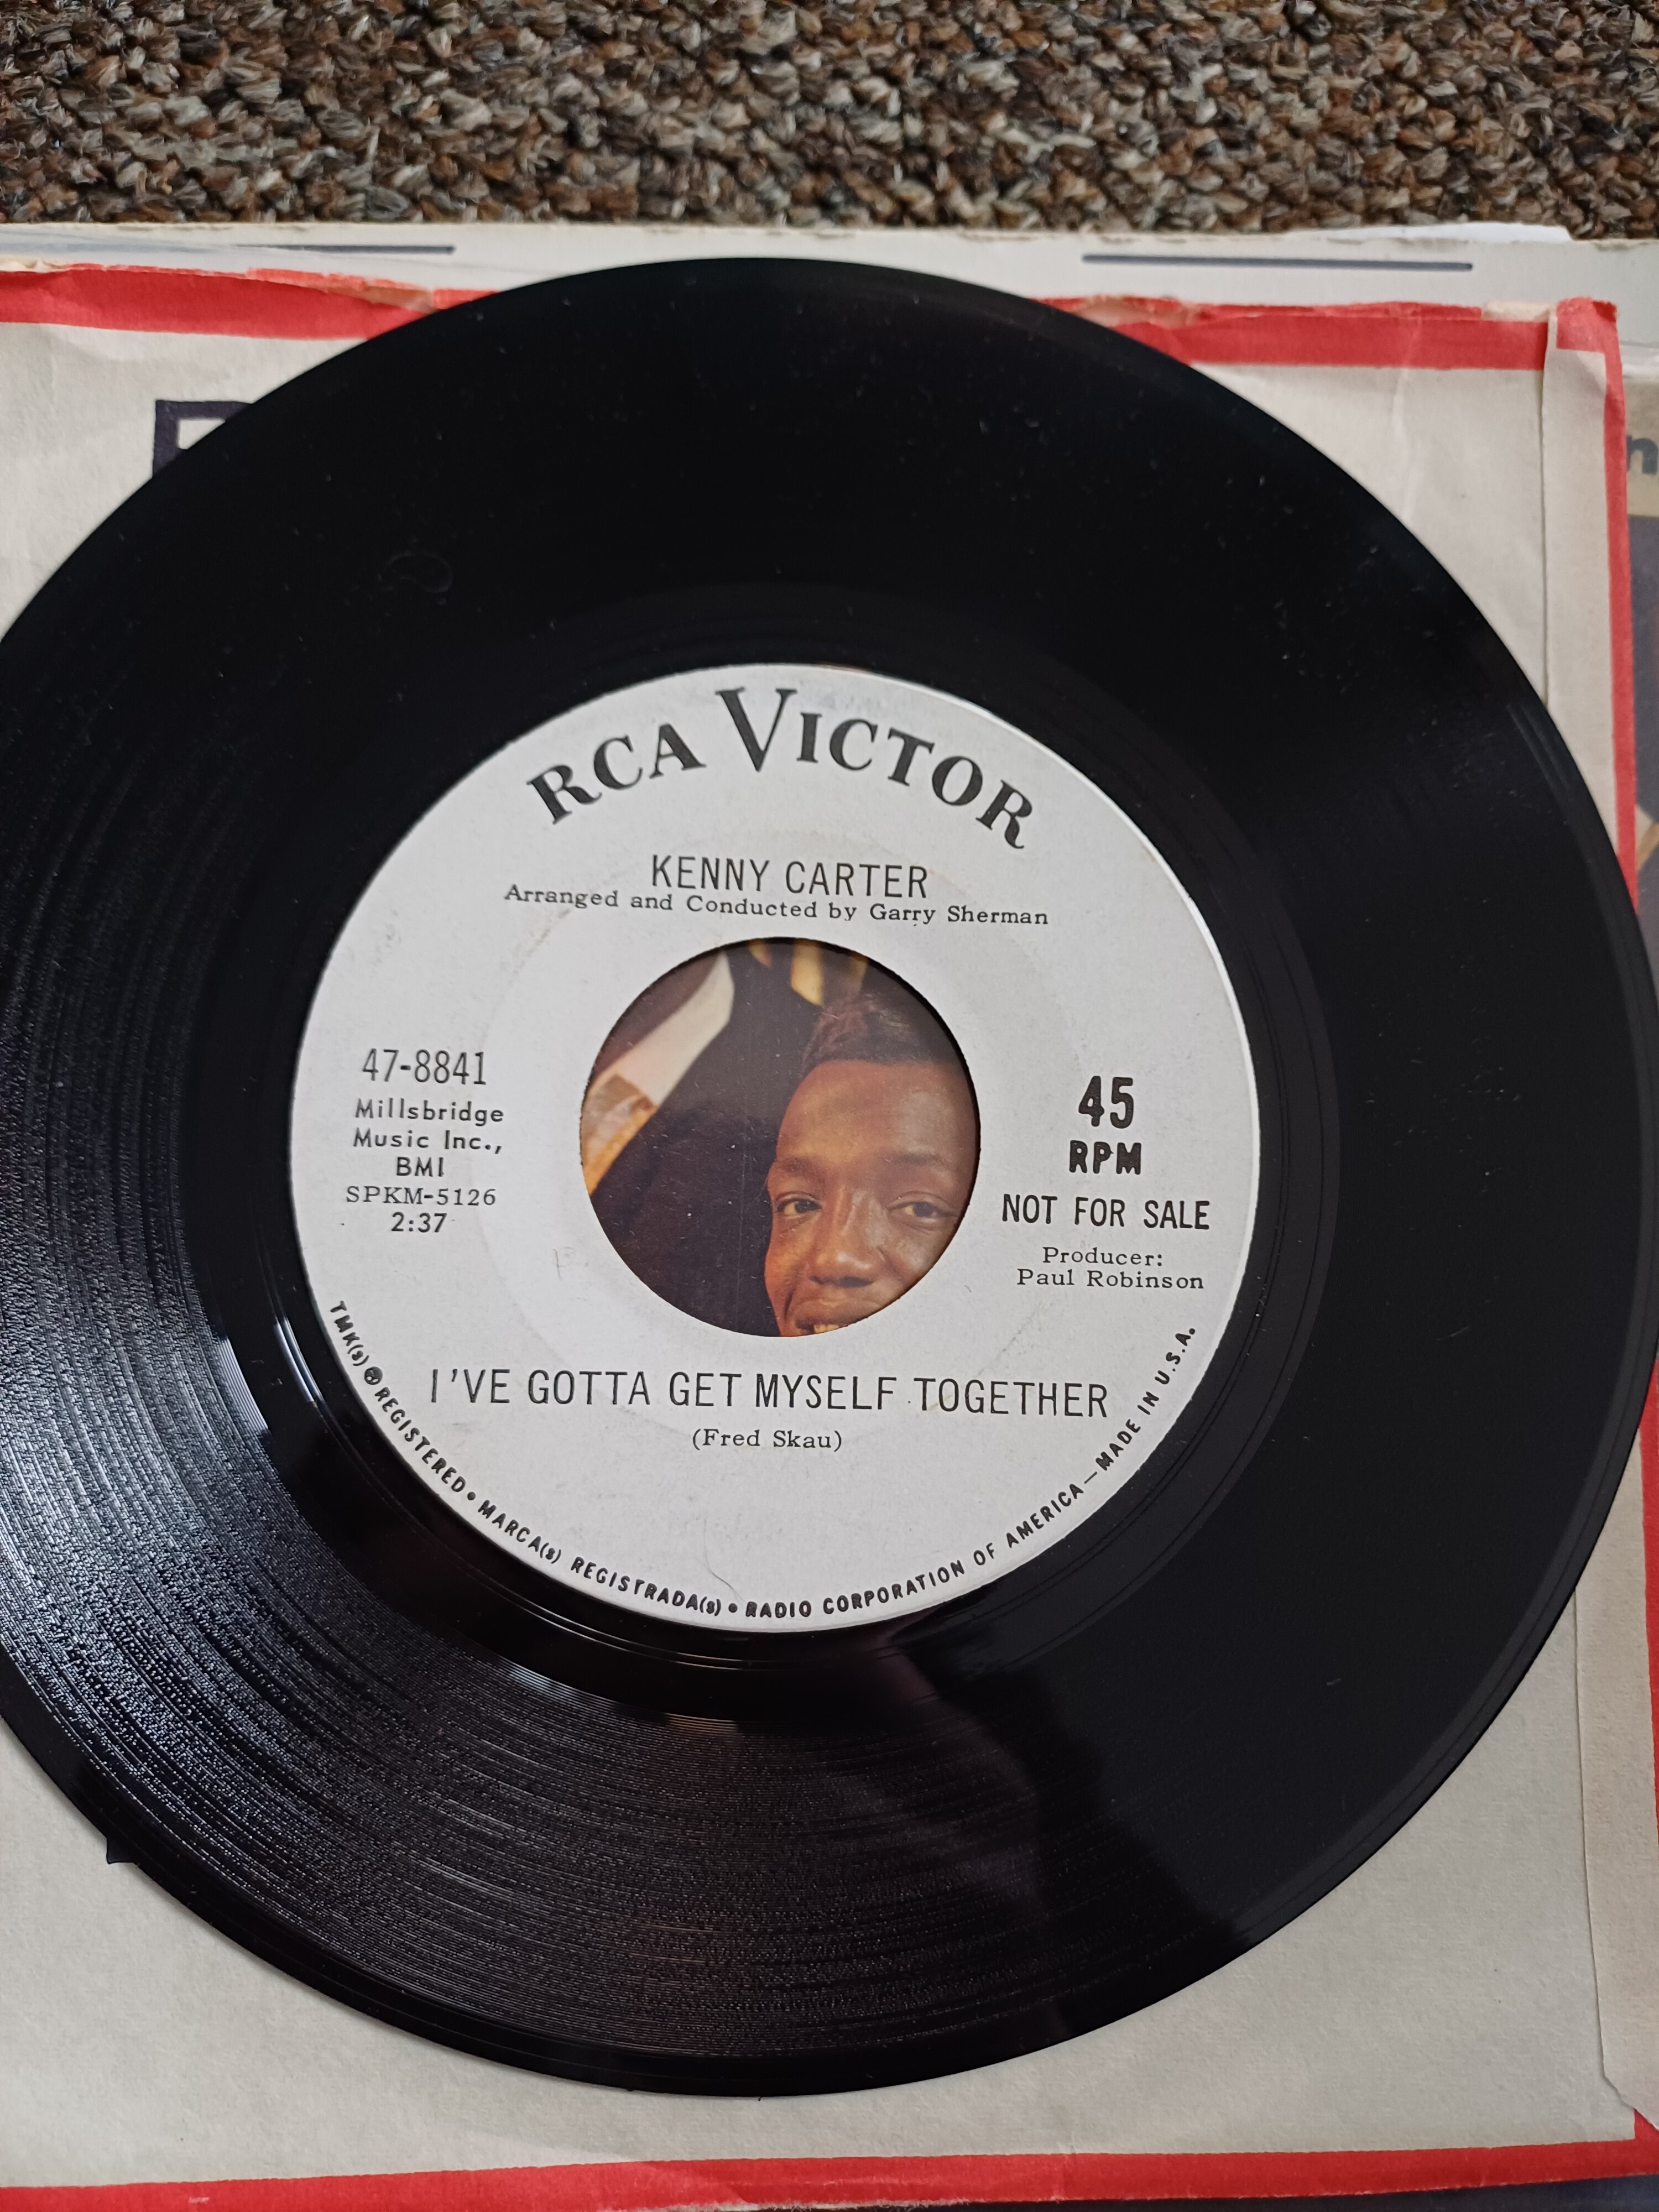 RCA VICTOR
KENNY CARTER
Arranged and Conducted by Garry Sherman
47-8841
Millsbridge
Music Inc.,
BMI
SPKM-5126
2:37
45
RPM
NOT FOR SALE
Producer:
Paul Robinson
I'VE GOTTA GET MYSELF TOGETHER
(Fred Skau)
TMK(s) ® REGISTERED • MARCA(s) REGISTRADA(s) • RADIO CORPORATION OF AMERICA — MADE IN U.S.A.